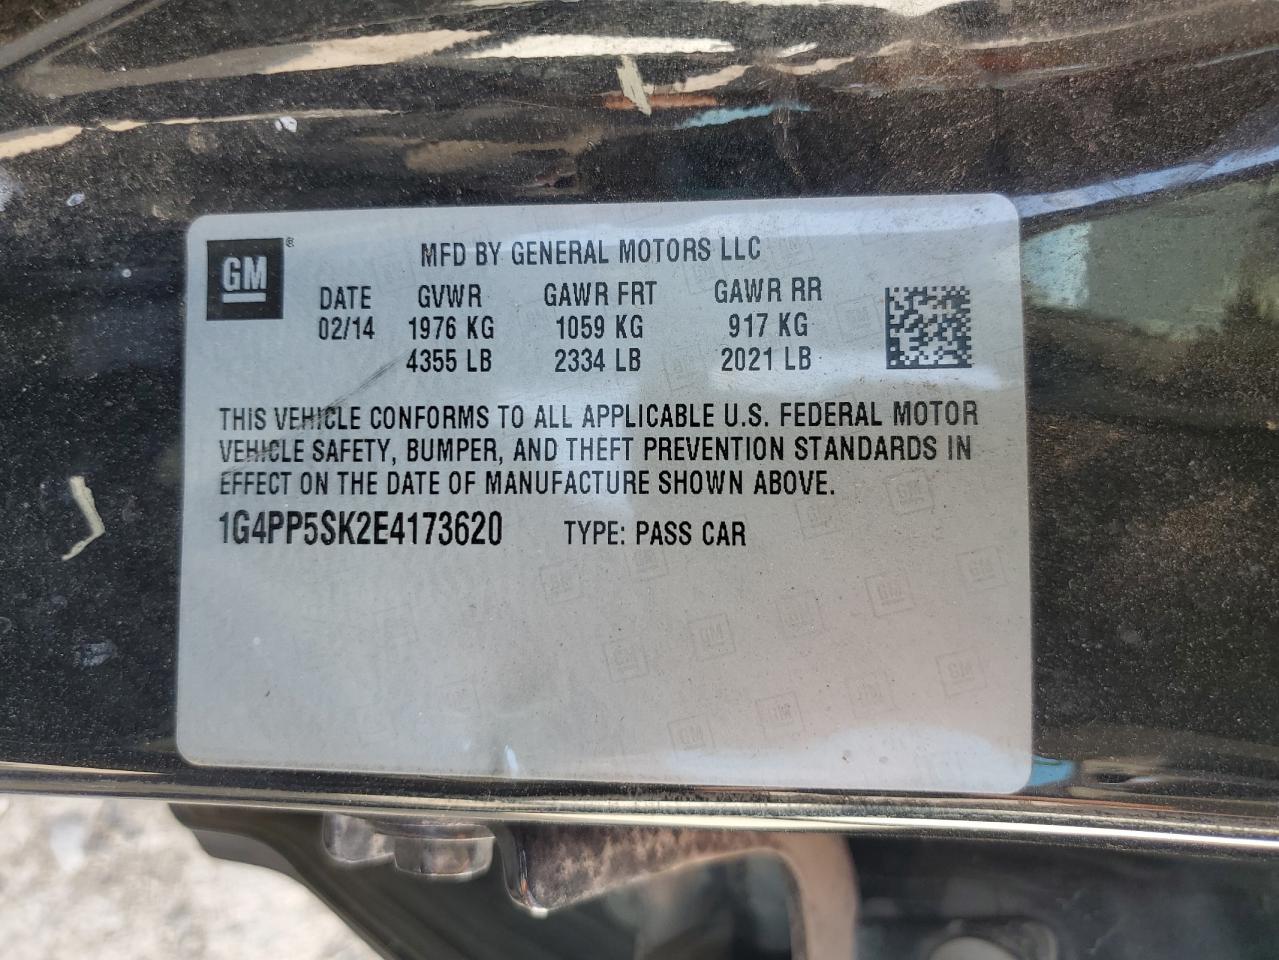 GM ®
MFD BY GENERAL MOTORS LLC
DATE GVWR GAWR FRT GAWR RR
02/14 1976 KG 1059 KG 917 KG
4355 LB 2334 LB 2021 LB
THIS VEHICLE CONFORMS TO ALL APPLICABLE U.S. FEDERAL MOTOR
VEHICLE SAFETY, BUMPER, AND THEFT PREVENTION STANDARDS IN
EFFECT ON THE DATE OF MANUFACTURE SHOWN ABOVE.
1G4PP5SK2E4173620 TYPE: PASS CAR